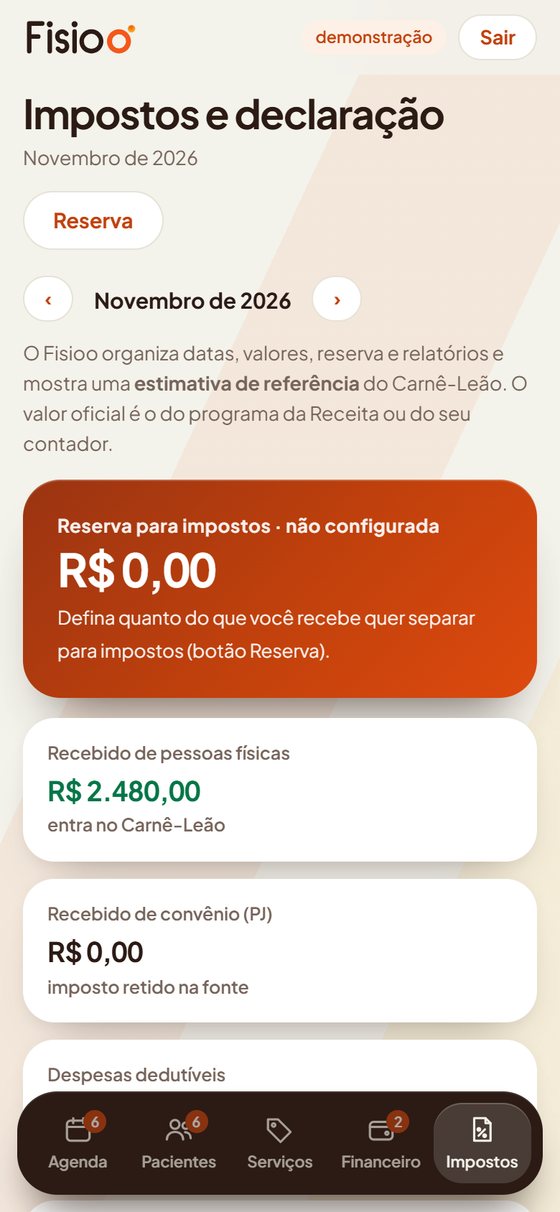 Fisioo
demonstração
Sair
Impostos e declaração
Novembro de 2026
Reserva
‹ Novembro de 2026 ›
O Fisioo organiza datas, valores, reserva e relatórios e
mostra uma estimativa de referência do Carnê-Leão. O
valor oficial é o do programa da Receita ou do seu
contador.
Reserva para impostos · não configurada
R$ 0,00
Defina quanto do que você recebe quer separar
para impostos (botão Reserva).
Recebido de pessoas físicas
R$ 2.480,00
entra no Carnê-Leão
Recebido de convênio (PJ)
R$ 0,00
imposto retido na fonte
Despesas dedutíveis
6 6 2
Agenda Pacientes Serviços Financeiro Impostos